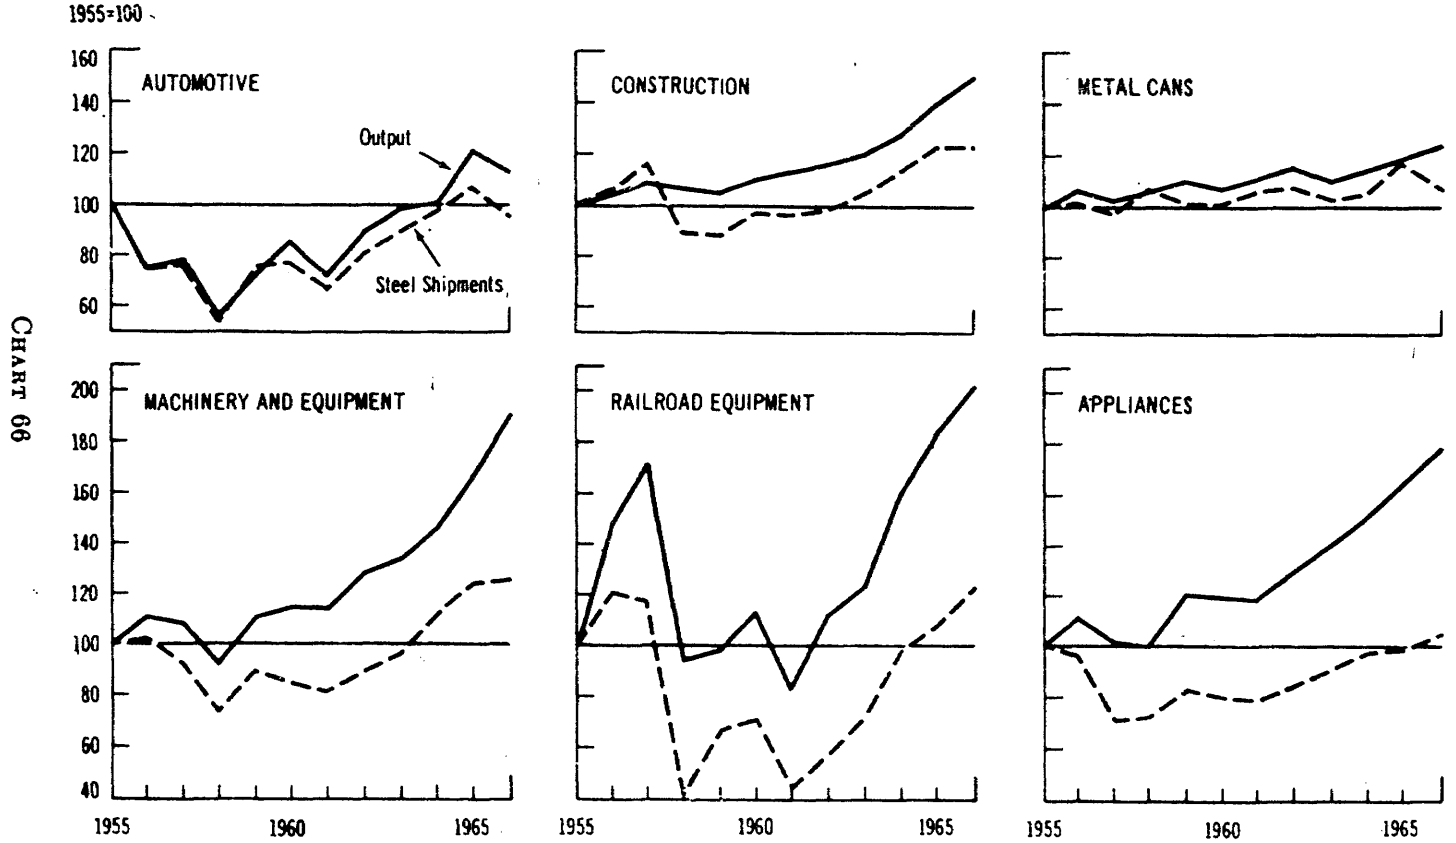 1955=100
160
140
120
100
80
60
AUTOMOTIVE
Output
Steel Shipments
CONSTRUCTION
METAL CANS
CHART 66
200
180
160
140
120
100
80
60
40
MACHINERY AND EQUIPMENT
RAILROAD EQUIPMENT
APPLIANCES
1955 1960 1965
1955 1960 1965
1955 1960 1965